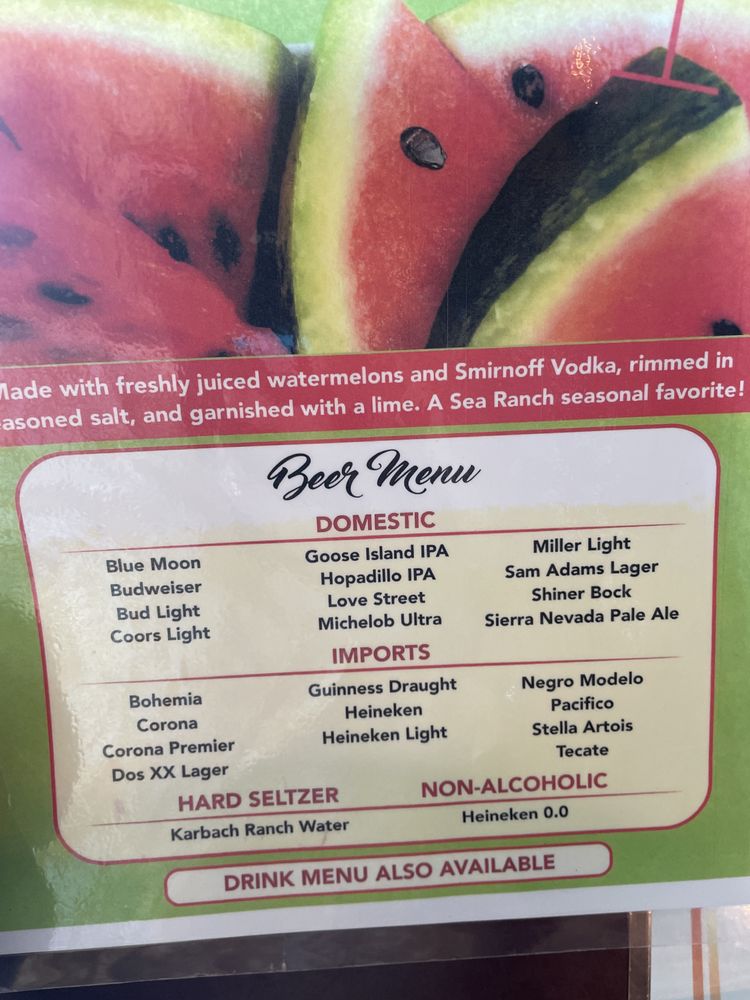 with freshly juiced watermelons and Smirnoff Vodka, rimmed in
salt, and garnished with a lime. A Sea Ranch seasonal favorite!
Beer Menu
DOMESTIC
Blue Moon
Budweiser
Bud Light
Coors Light
Goose Island IPA
Hopadillo IPA
Love Street
Michelob Ultra
Miller Light
Sam Adams Lager
Shiner Bock
Sierra Nevada Pale Ale
IMPORTS
Bohemia
Corona
Corona Premier
Dos XX Lager
Guinness Draught
Heineken
Heineken Light
Negro Modelo
Pacifico
Stella Artois
Tecate
HARD SELTZER
Karbach Ranch Water
NON-ALCOHOLIC
Heineken 0.0
DRINK MENU ALSO AVAILABLE